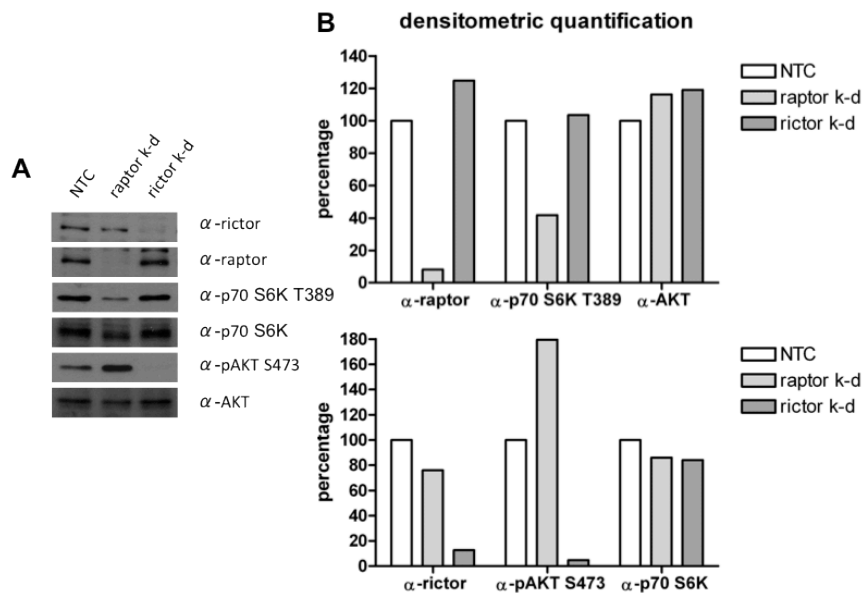 A
NTC
raptor k-d
rictor k-d
α-rictor
α-raptor
α-p70 S6K T389
α-p70 S6K
α-pAKT S473
α-AKT
B
densitometric quantification
percentage
140
120
100
80
60
40
20
0
α-raptor
α-p70 S6K T389
α-AKT
NTC
raptor k-d
rictor k-d
percentage
180
160
140
120
100
80
60
40
20
0
α-rictor
α-pAKT S473
α-p70 S6K
NTC
raptor k-d
rictor k-d